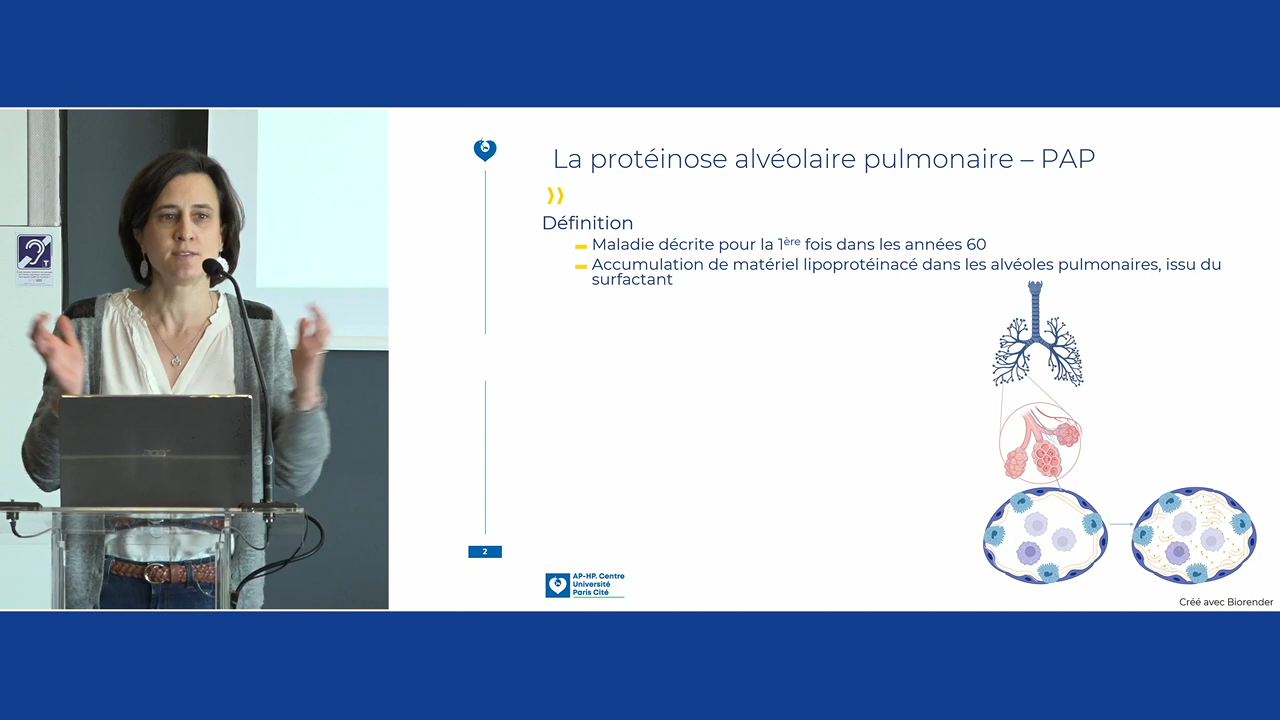 La protéinose alvéolaire pulmonaire – PAP
Définition
Maladie décrite pour la 1ère fois dans les années 60
Accumulation de matériel lipoprotéinacé dans les alvéoles pulmonaires, issu du
surfactant
2
AP-HP. Centre
Université
Paris Cité
Créé avec Biorender
acer